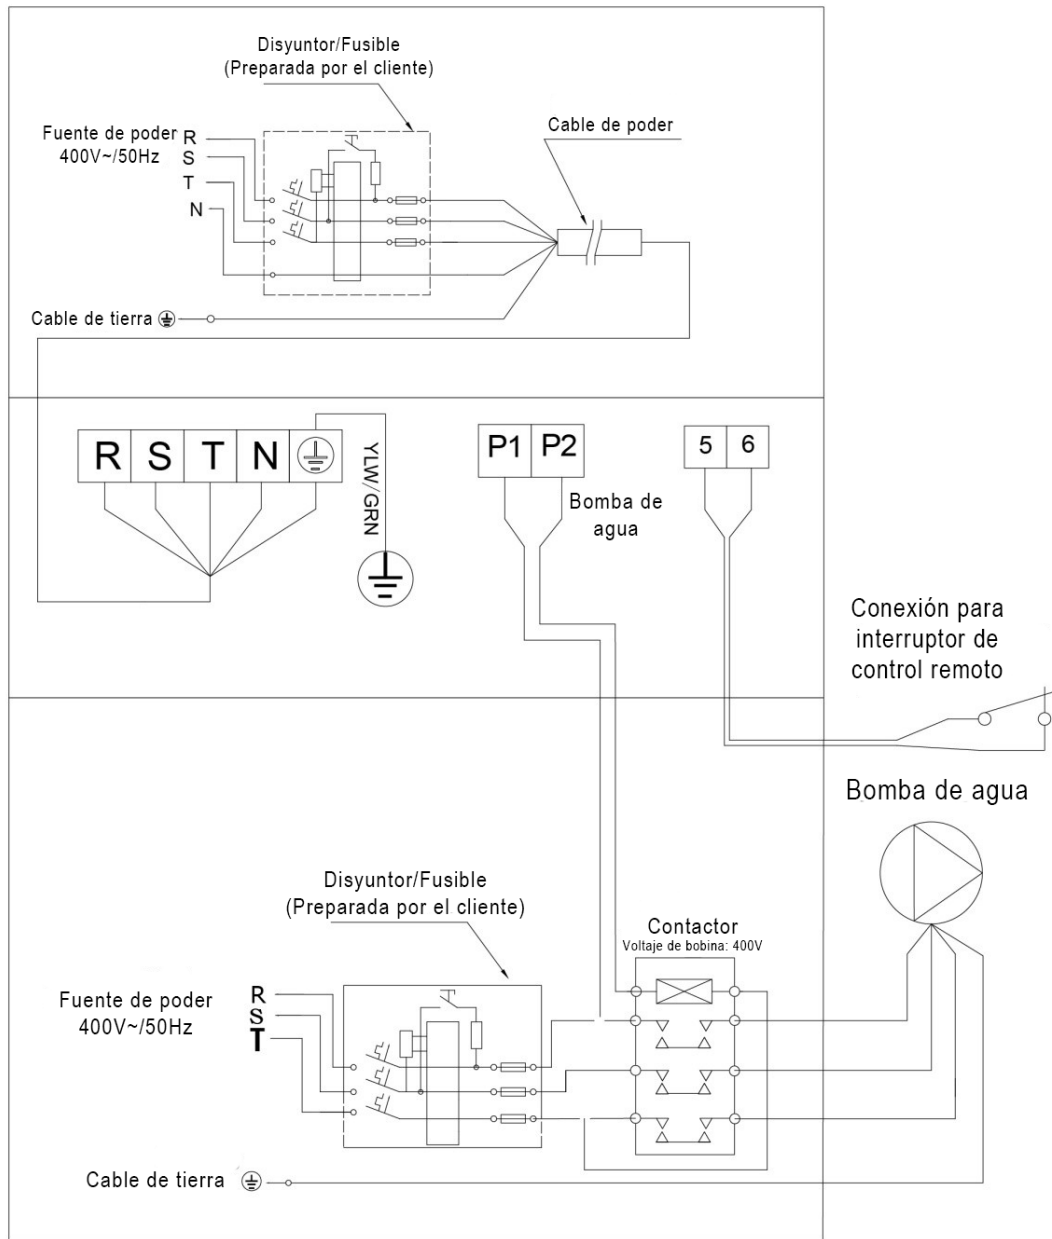 Disyuntor/Fusible
(Preparada por el cliente)
Fuente de poder
400V~/50Hz
R
S
T
N
Cable de poder
Cable de tierra
R S T N
YLW/GRN
P1 P2
Bomba de
agua
5 6
Conexión para
interruptor de
control remoto
Bomba de agua
Disyuntor/Fusible
(Preparada por el cliente)
Contactor
Voltaje de bobina: 400V
Fuente de poder
400V~/50Hz
R
S
T
Cable de tierra